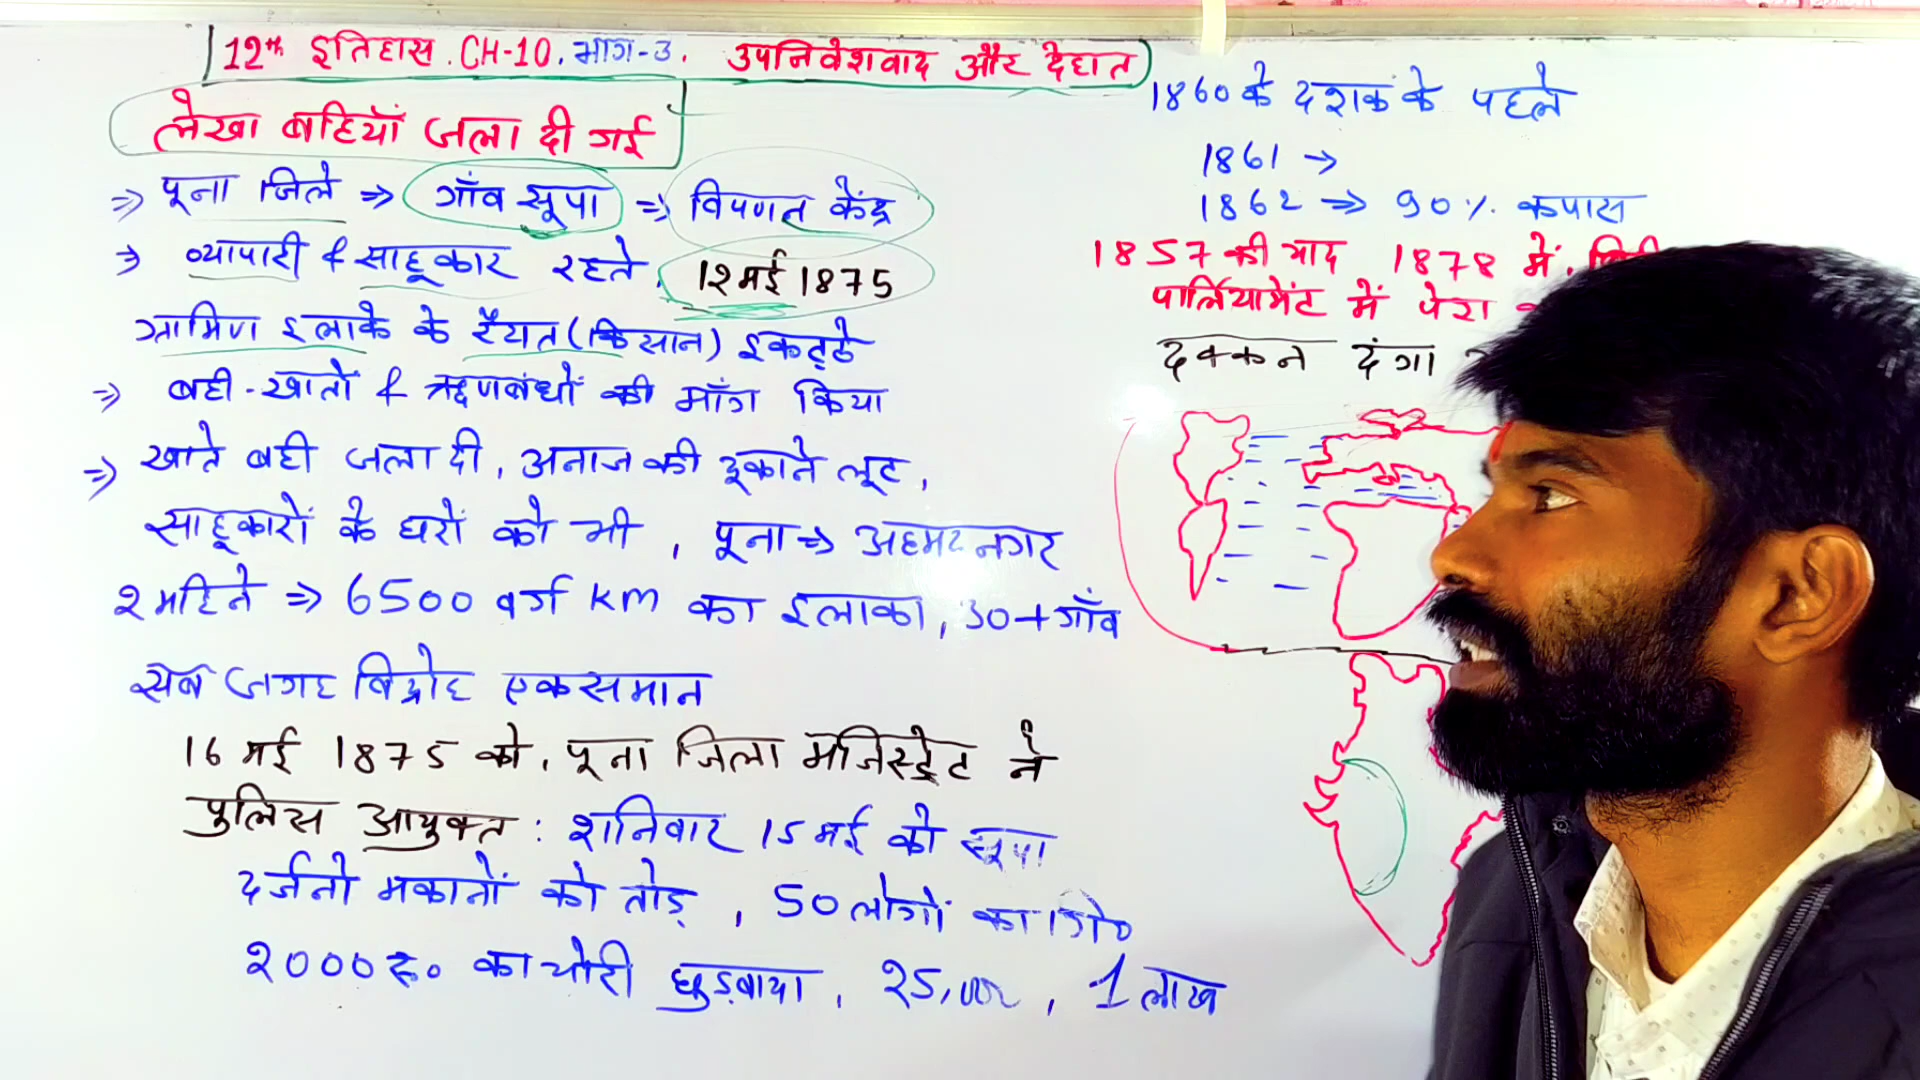 12th इतिहास. CH-10. भाग-3. उपनिवेशवाद और देहात
लेखा बहियाँ जला दी गई
⇒ पूना जिले ⇒ गाँव सूपा ⇒ विपणत केंद्र
⇒ व्यापारी & साहूकार रहते, 12 मई 1875
ग्रामिण इलाके के रैयत (किसान) इकट्ठे
⇒ बही-खातों & ऋणबंधों की माँग किया
⇒ खाते बही जला दी, अनाज की दूकाने लूट,
साहूकारों के घरों को भी, पूना ⇒ अहमदनगर
2 महिने ⇒ 6500 वर्ग km का इलाका, 30+ गाँव
सब जगह विद्रोह एकसमान
16 मई 1875 को, पूना जिला मजिस्ट्रेट ने
पुलिस आयुक्त : शनिवार 15 मई को सूपा
दर्जनो मकानों को तोड़, 50 लोगों का
2000 रु० का चोरी छुड़वाया, 25,000, 1 लाख
1860 के दशक के पहले
1861 →
1862 ⇒ 90% कपास
1857 की याद 1878 में,
पार्लियामेंट में पेश
दक्कन दंगा